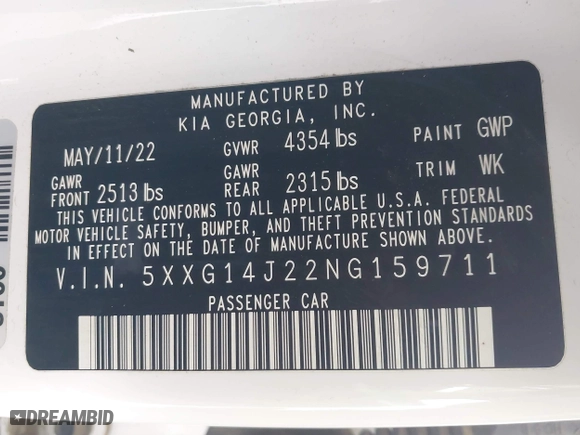 MANUFACTURED BY
KIA GEORGIA, INC.
MAY/11/22 GVWR 4354 lbs PAINT GWP
GAWR FRONT 2513 lbs GAWR REAR 2315 lbs TRIM WK
THIS VEHICLE CONFORMS TO ALL APPLICABLE U.S.A. FEDERAL
MOTOR VEHICLE SAFETY, BUMPER, AND THEFT PREVENTION STANDARDS
IN EFFECT ON THE DATE OF MANUFACTURE SHOWN ABOVE.
V.I.N. 5XXG14J22NG159711
PASSENGER CAR
DREAMBID